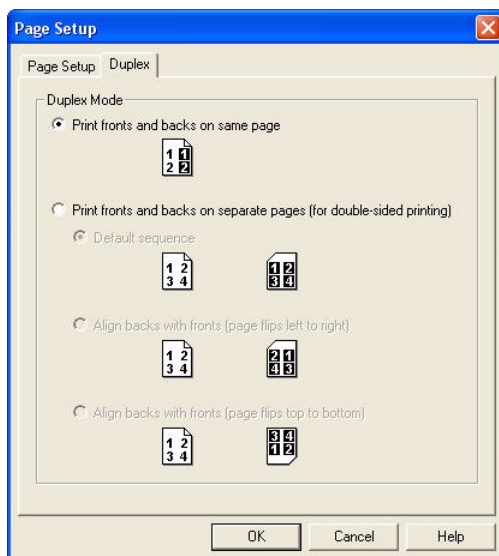 Page Setup
Page Setup Duplex
Duplex Mode
Print fronts and backs on same page
1 1
2 2
Print fronts and backs on separate pages (for double-sided printing)
Default sequence
1 2 1 2
3 4 3 4
Align backs with fronts (page flips left to right)
1 2 2 1
3 4 4 3
Align backs with fronts (page flips top to bottom)
1 2 3 4
3 4 1 2
OK Cancel Help